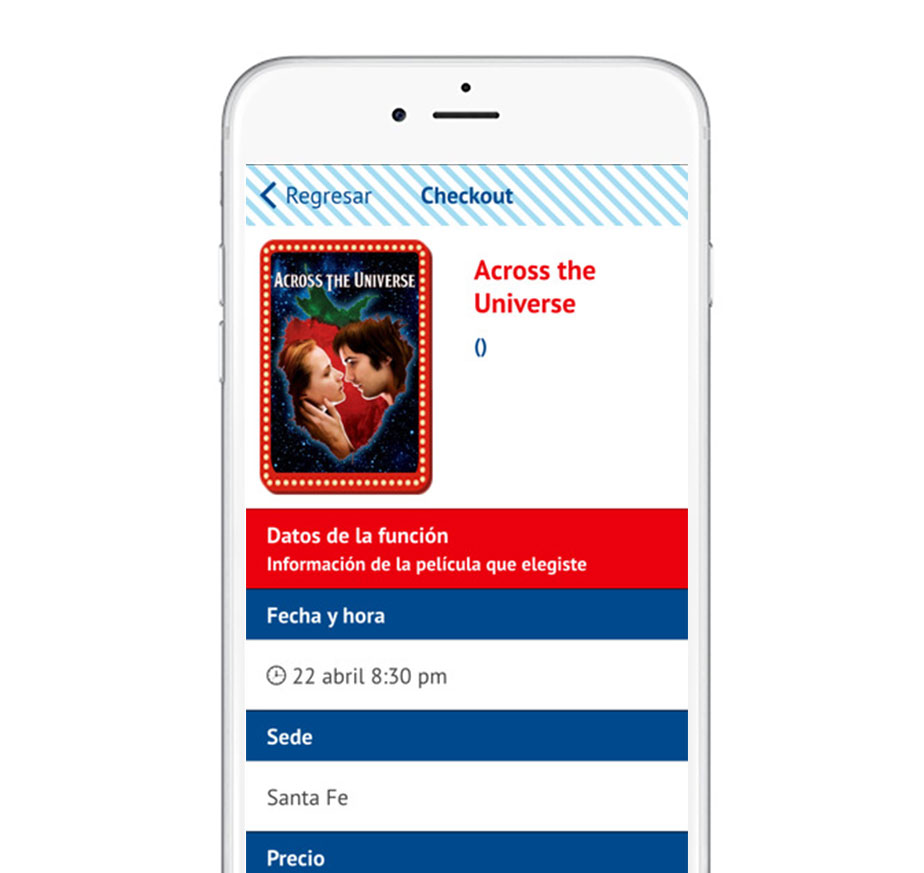 Regresar
Checkout
ACROSS THE UNIVERSE
Across the
Universe
()
Datos de la función
Información de la película que elegiste
Fecha y hora
22 abril 8:30 pm
Sede
Santa Fe
Precio